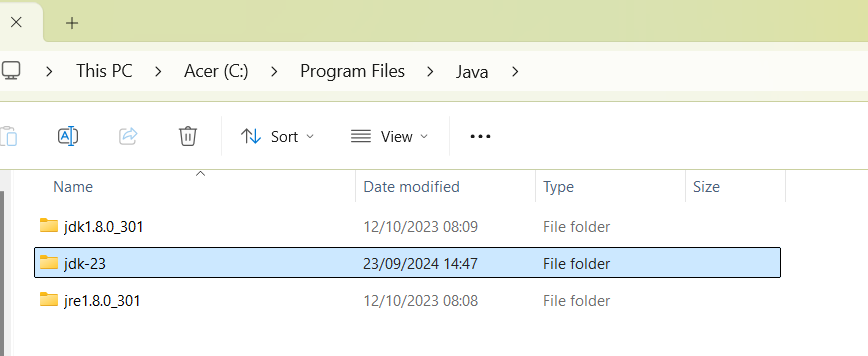 This PC > Acer (C:) > Program Files > Java >
Sort View
Name Date modified Type Size
jdk1.8.0_301 12/10/2023 08:09 File folder
jdk-23 23/09/2024 14:47 File folder
jre1.8.0_301 12/10/2023 08:08 File folder